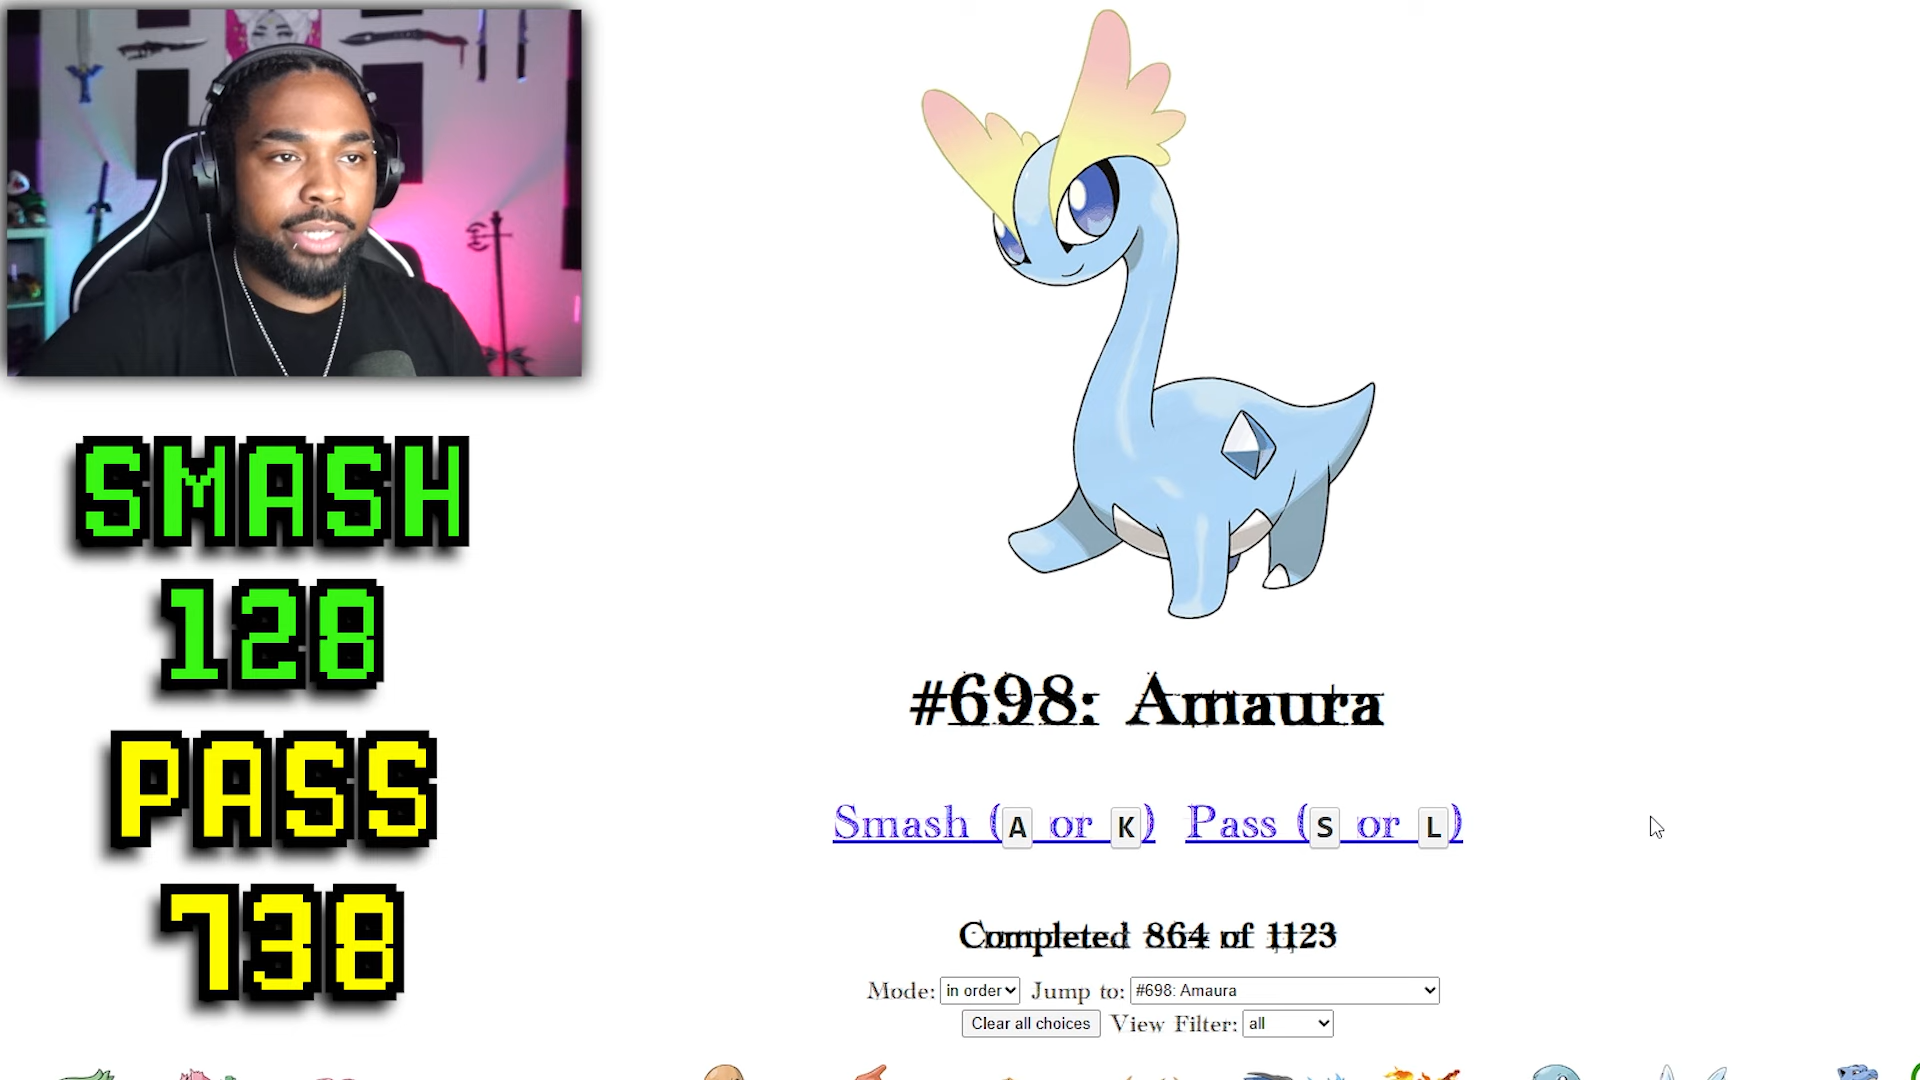 SMASH
128
PASS
738
#698: Amaura
Smash (A or K) Pass (S or L)
Completed 864 of 1123
Mode: in order Jump to: #698: Amaura
Clear all choices View Filter: all